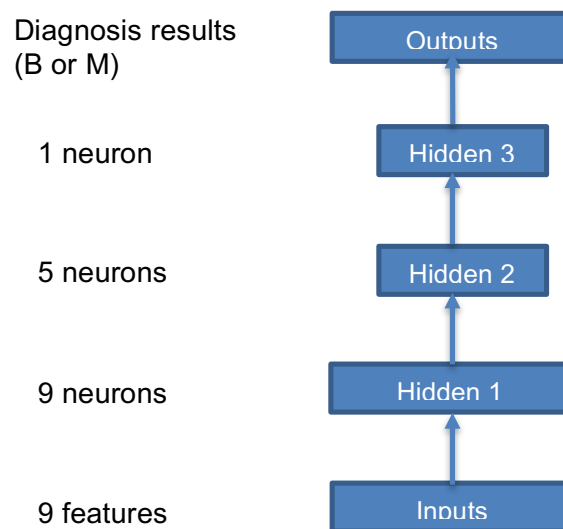 Diagnosis results
(B or M)
Outputs
1 neuron
Hidden 3
5 neurons
Hidden 2
9 neurons
Hidden 1
9 features
Inputs